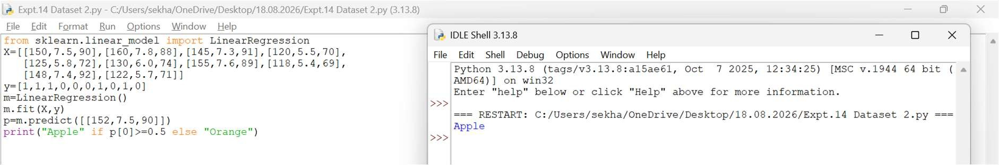 Expt.14 Dataset 2.py - C:/Users/sekha/OneDrive/Desktop/18.08.2026/Expt.14 Dataset 2.py (3.13.8)
File Edit Format Run Options Window Help
from sklearn.linear_model import LinearRegression
X=[[150,7.5,90],[160,7.8,88],[145,7.3,91],[120,5.5,70],
[125,5.8,72],[130,6.0,74],[155,7.6,89],[118,5.4,69],
[148,7.4,92],[122,5.7,71]]
y=[1,1,1,0,0,0,1,0,1,0]
m=LinearRegression()
m.fit(X,y)
p=m.predict([[152,7.5,90]])
print("Apple" if p[0]>=0.5 else "Orange")
IDLE Shell 3.13.8
File Edit Shell Debug Options Window Help
Python 3.13.8 (tags/v3.13.8:a15ae61, Oct  7 2025, 12:34:25) [MSC v.1944 64 bit (
AMD64)] on win32
Enter "help" below or click "Help" above for more information.
>>>
=== RESTART: C:/Users/sekha/OneDrive/Desktop/18.08.2026/Expt.14 Dataset 2.py ===
Apple
>>>